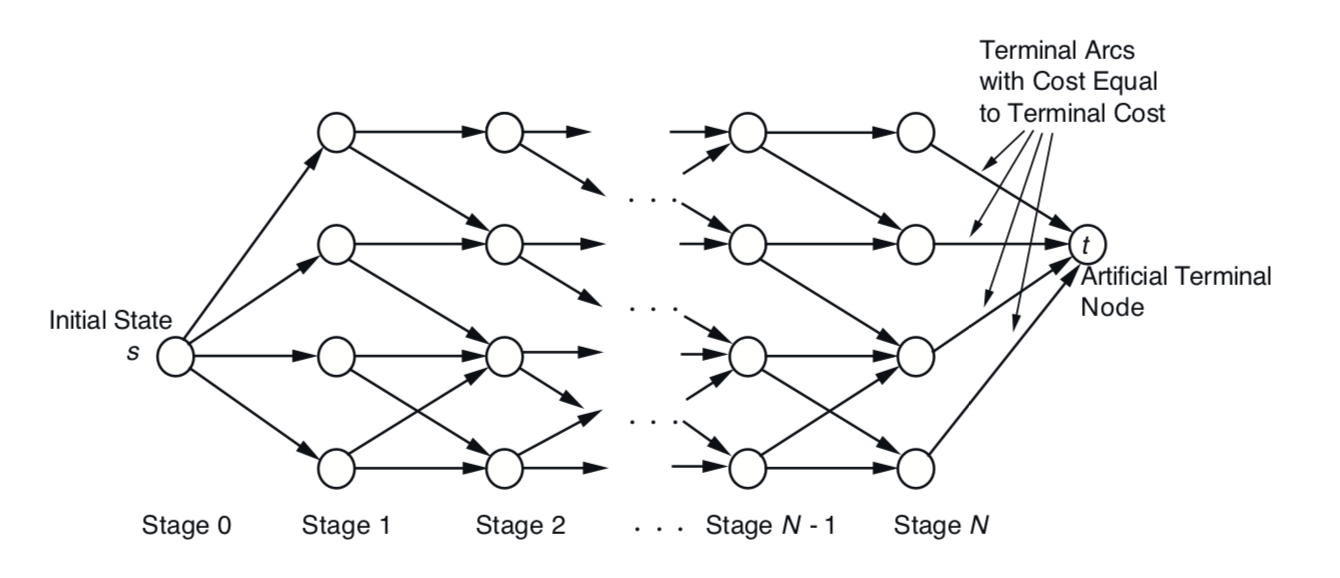 Terminal Arcs
with Cost Equal
to Terminal Cost
. . .
t
Artificial Terminal
Node
. . .
Initial State
s
. . .
Stage 0 Stage 1 Stage 2 . . . Stage N - 1 Stage N